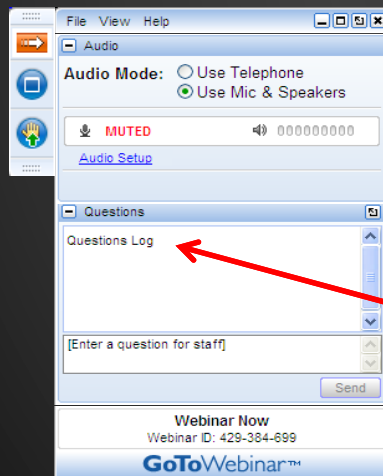 File View Help
Audio
Audio Mode: Use Telephone
Use Mic & Speakers
MUTED 000000000
Audio Setup
Questions
Questions Log
[Enter a question for staff]
Send
Webinar Now
Webinar ID: 429-384-699
GoToWebinar™